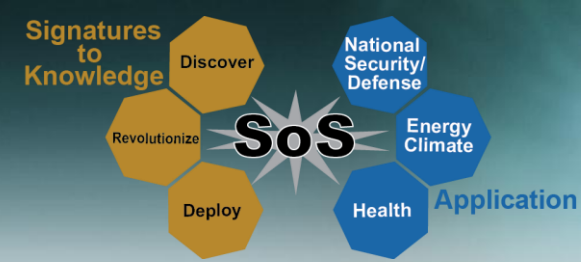 Signatures
to
Knowledge
Discover
Revolutionize
Deploy
SoS
National
Security/
Defense
Energy
Climate
Health
Application